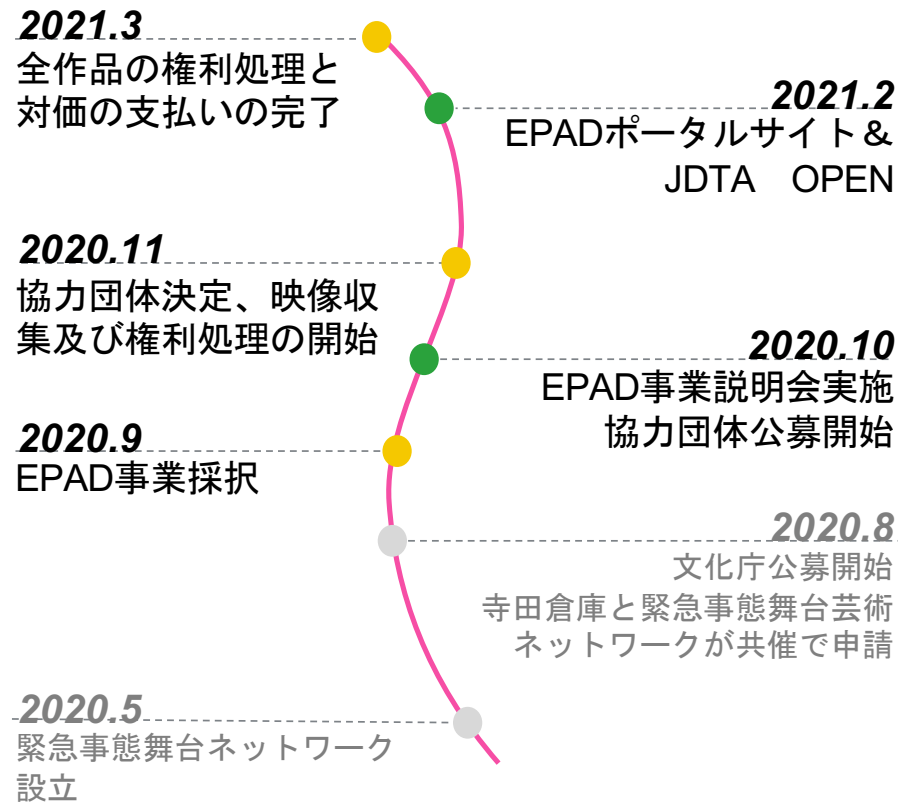 2021.3
全作品の権利処理と
対価の支払いの完了
2021.2
EPADポータルサイト＆
JDTA　OPEN
2020.11
協力団体決定、映像収
集及び権利処理の開始
2020.10
EPAD事業説明会実施
協力団体公募開始
2020.9
EPAD事業採択
2020.8
文化庁公募開始
寺田倉庫と緊急事態舞台芸術
ネットワークが共催で申請
2020.5
緊急事態舞台ネットワーク
設立